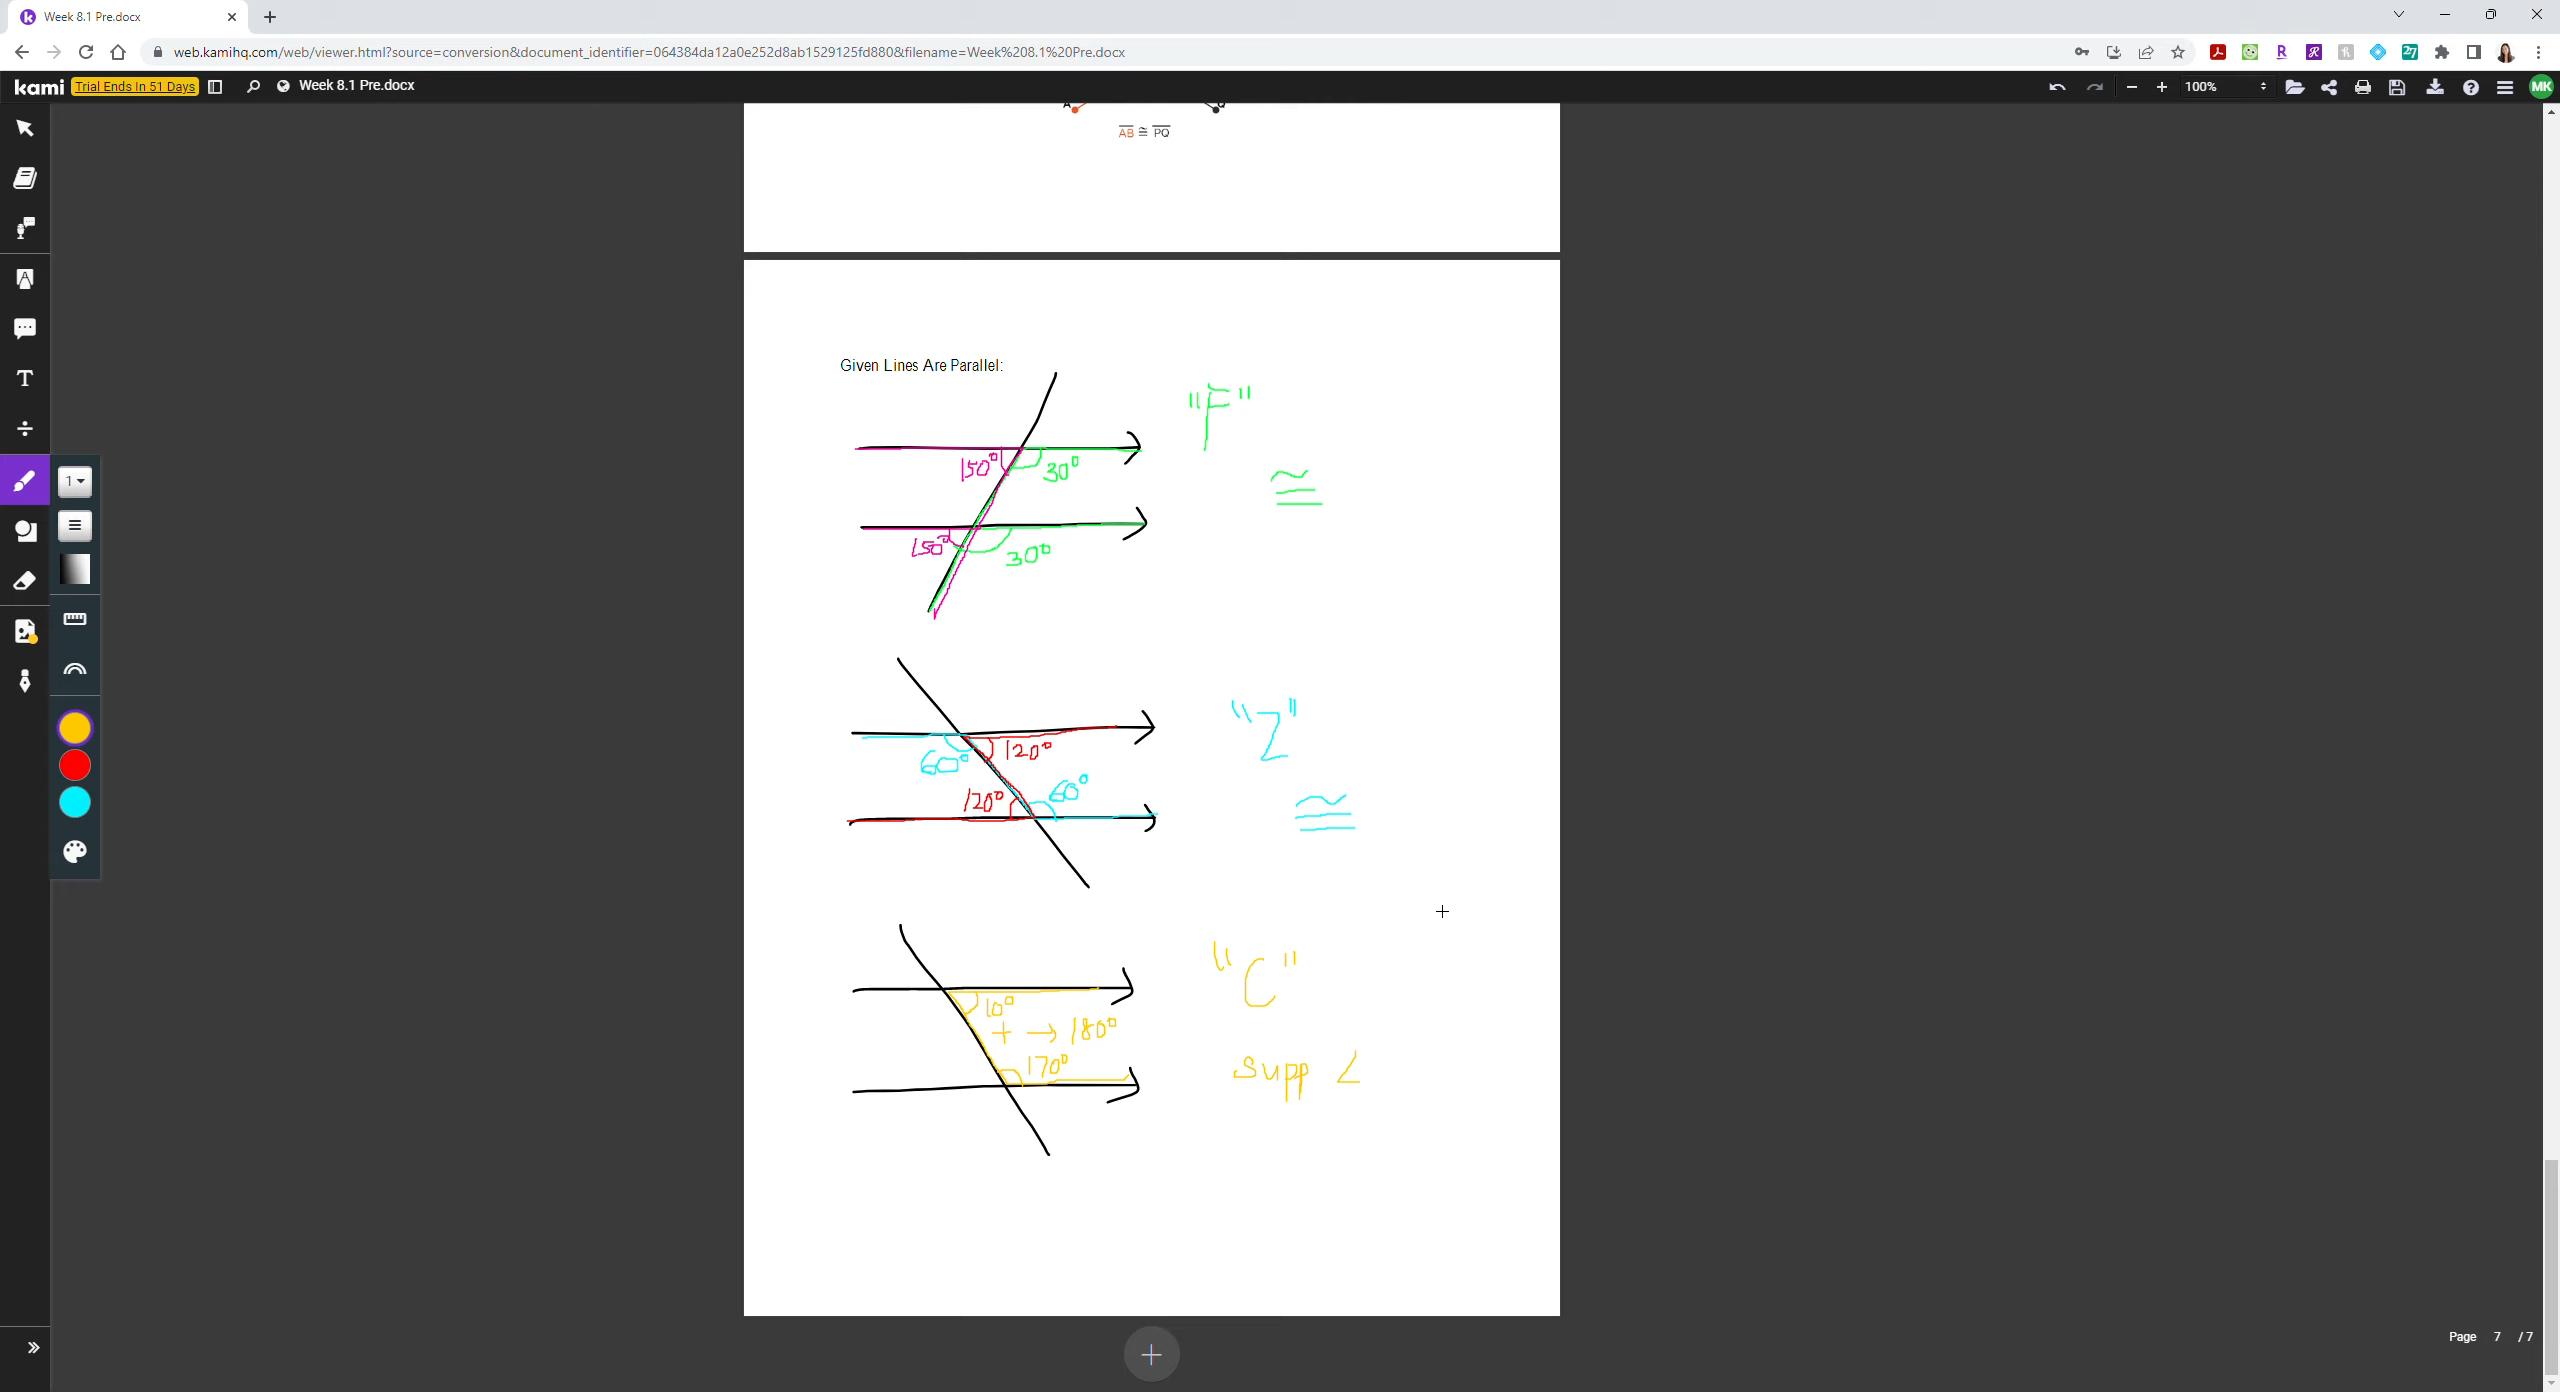 Week 8.1 Pre.docx
web.kamihq.com/web/viewer.html?source=conversion&document_identifier=064384da12a0e252d8ab1529125fd880&filename=Week%208.1%20Pre.docx
kami Trial Ends In 51 Days Week 8.1 Pre.docx 100% MK
A Q
AB ≅ PQ
Given Lines Are Parallel:
"F"
150° 30°
≅
150° 30°
"Z"
60° 120°
120° 60°
≅
"C"
10°
+ → 180°
170°
Supp ∠
1
Page 7 / 7